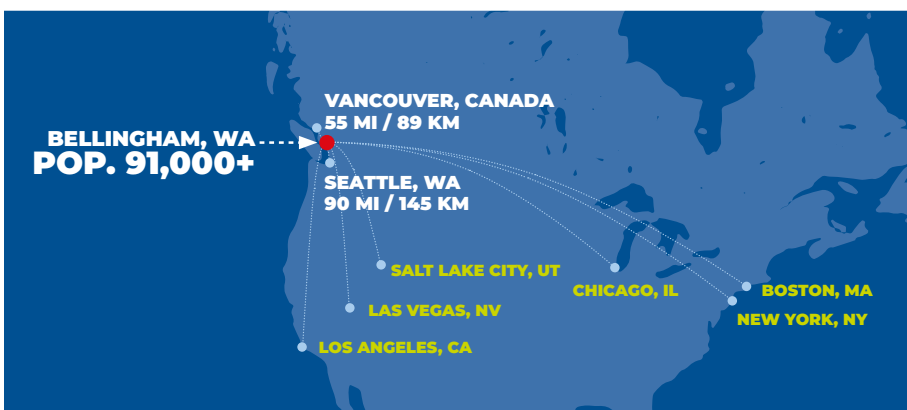 VANCOUVER, CANADA
55 MI / 89 KM
BELLINGHAM, WA
POP. 91,000+
SEATTLE, WA
90 MI / 145 KM
SALT LAKE CITY, UT
CHICAGO, IL
BOSTON, MA
LAS VEGAS, NV
NEW YORK, NY
LOS ANGELES, CA